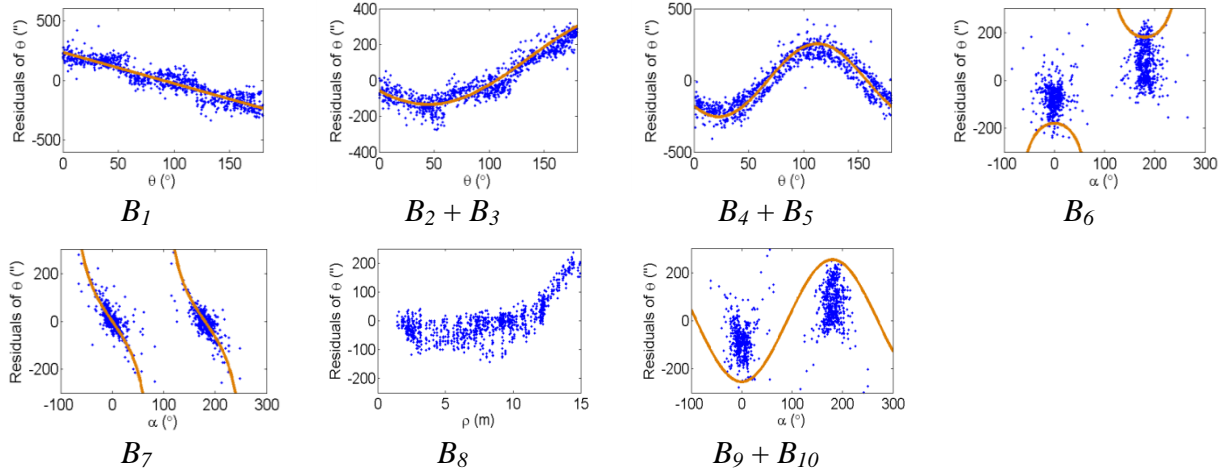 Residuals of θ (")
500
0
-500
0 50 100 150
θ (°)
B1
Residuals of θ (")
400
200
0
-200
-400
0 50 100 150
θ (°)
B2 + B3
Residuals of θ (")
500
0
-500
0 50 100 150
θ (°)
B4 + B5
Residuals of θ (")
200
0
-200
-100 0 100 200 300
α (°)
B6
Residuals of θ (")
200
0
-200
-100 0 100 200 300
α (°)
B7
Residuals of θ (")
200
100
0
-100
-200
0 5 10 15
ρ (m)
B8
Residuals of θ (")
200
0
-200
-100 0 100 200 300
α (°)
B9 + B10